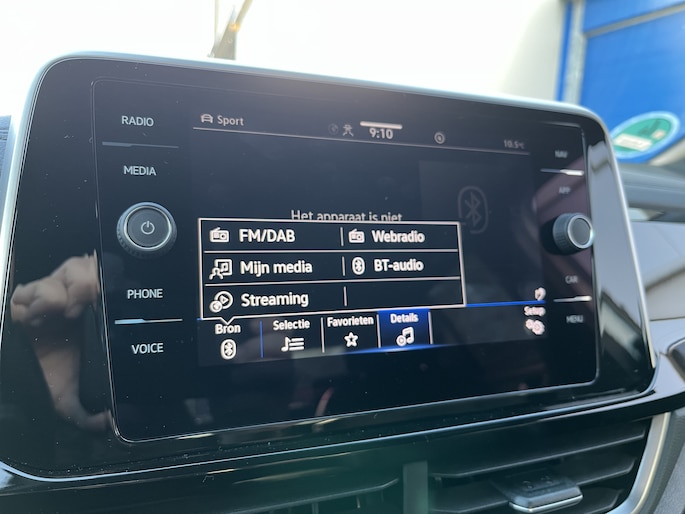 RADIO
MEDIA
PHONE
VOICE
Sport
9:10
10.5°C
Het apparaat is niet
FM/DAB
Webradio
Mijn media
BT-audio
Streaming
Bron
Selectie
Favorieten
Details
Setup
NAV
APP
CAR
MENU